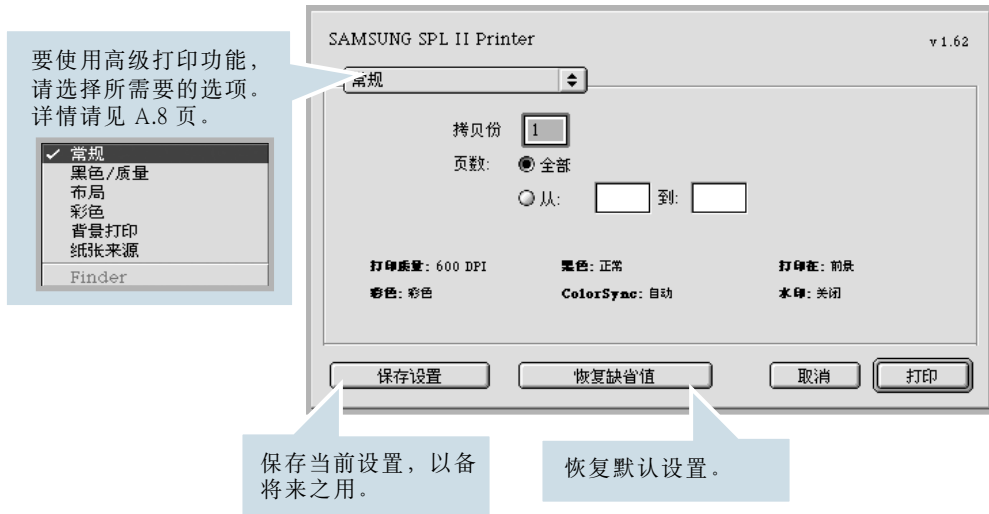 SAMSUNG SPL II Printer
v 1.62
要使用高级打印功能，
请选择所需要的选项。
详情请见 A.8 页。
✓ 常规
黑色/质量
布局
彩色
背景打印
纸张来源
Finder
常规
拷贝份 1
页数: 全部
从: 到:
打印质量: 600 DPI 黑色: 正常 打印在: 前景
彩色: 彩色 ColorSync: 自动 水印: 关闭
保存设置 恢复缺省值 取消 打印
保存当前设置，以备
将来之用。
恢复默认设置。